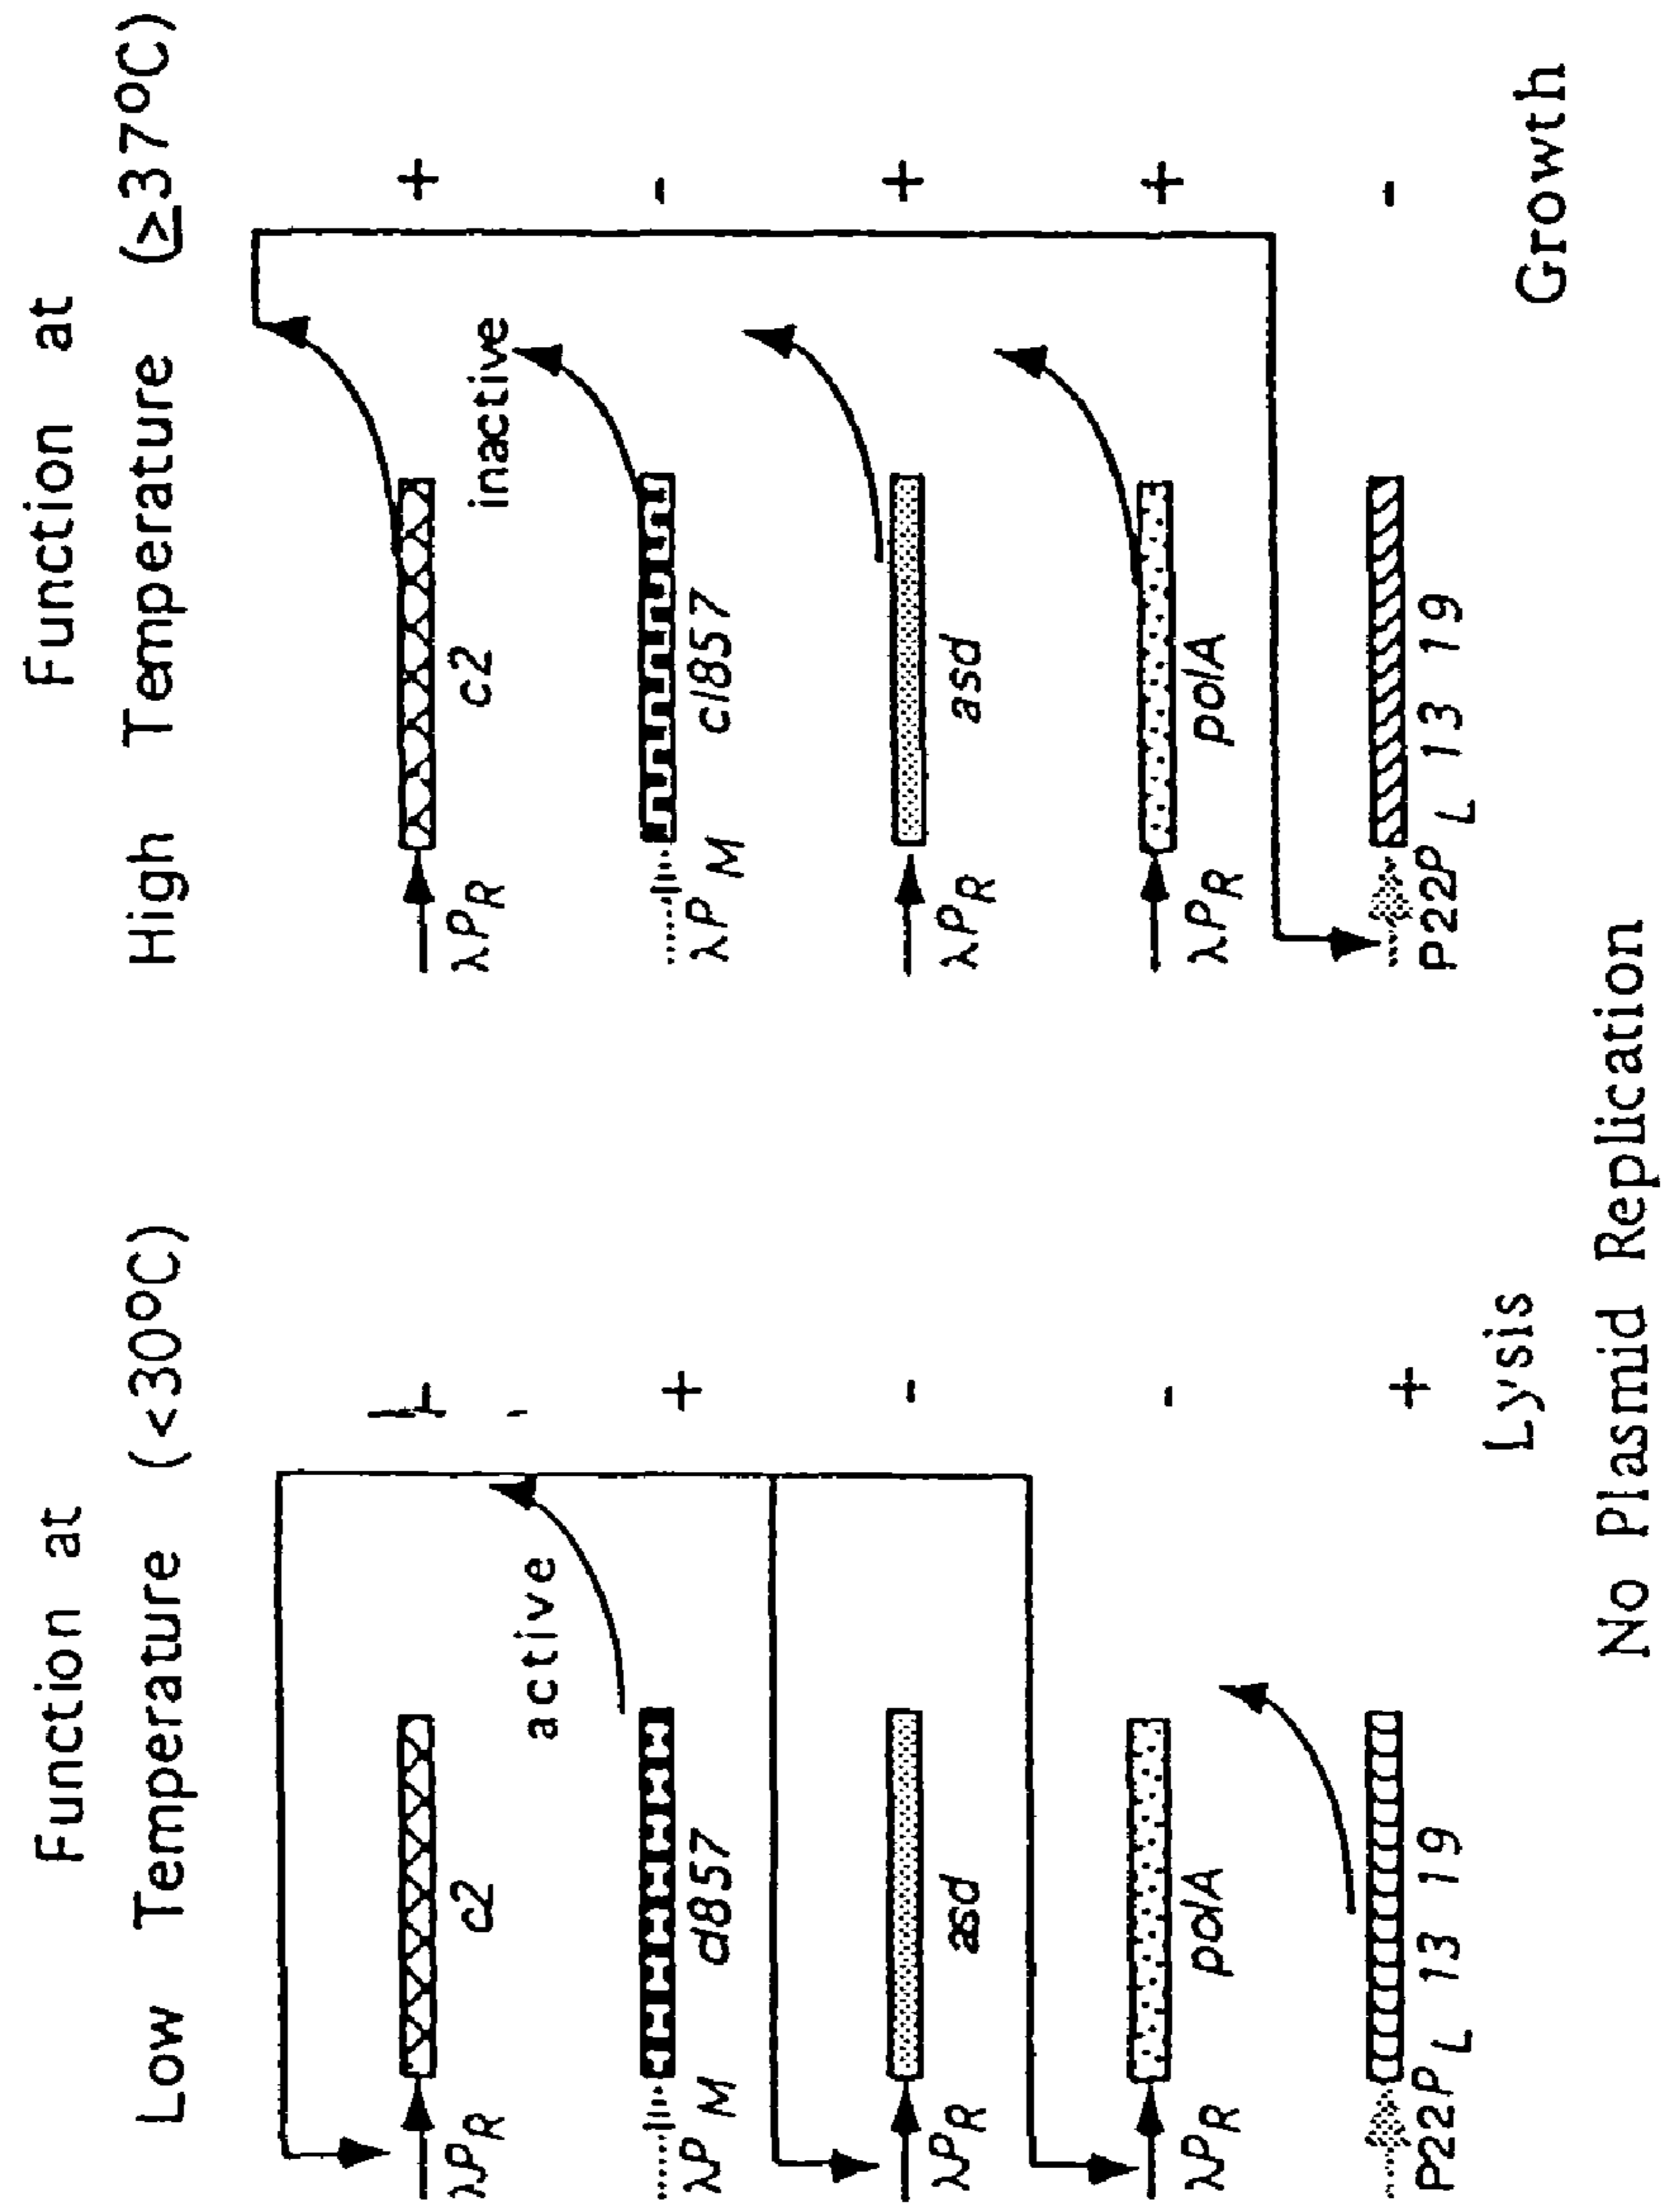 Function at
Low Temperature (<30°C)
λP_R c2
active
λP_M cI857 +
λP_R asd -
λP_R polA -
P22P_L 13 19 +
Lysis
Function at
High Temperature (≥37°C)
λP_R c2 +
inactive
λP_M cI857 -
λP_R asd +
λP_R polA +
P22P_L 13 19 -
Growth
No Plasmid Replication